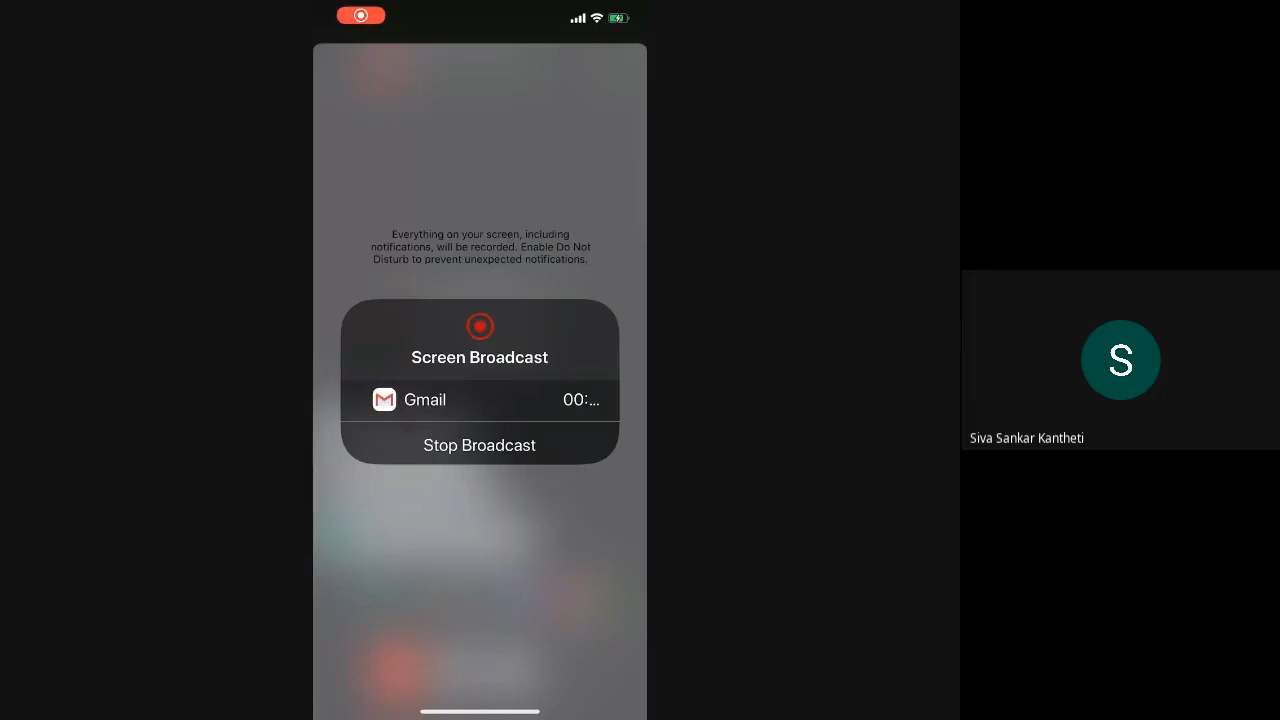 Everything on your screen, including
notifications, will be recorded. Enable Do Not
Disturb to prevent unexpected notifications.
Screen Broadcast
Gmail 00:...
Stop Broadcast
S
Siva Sankar Kantheti